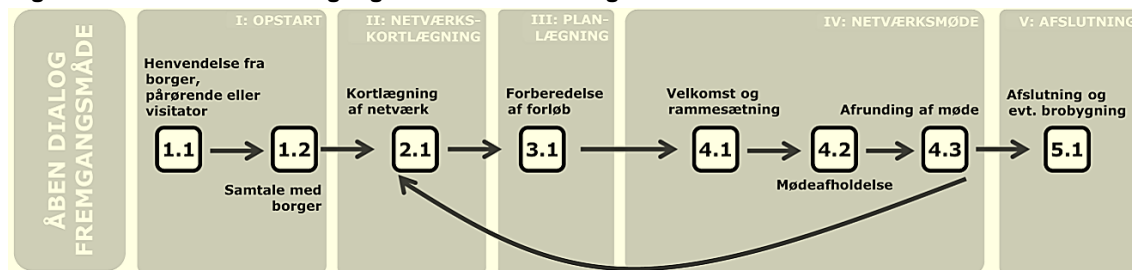 ÅBEN DIALOG
FREMGANGSMÅDE
I: OPSTART
Henvendelse fra
borger,
pårørende eller
visitator
1.1
1.2
Samtale med
borger
II: NETVÆRKS-
KORTLÆGNING
Kortlægning
af netværk
2.1
III: PLAN-
LÆGNING
Forberedelse
af forløb
3.1
IV: NETVÆRKSMØDE
Velkomst og
rammesætning
4.1
4.2
Mødeafholdelse
Afrunding af møde
4.3
V: AFSLUTNING
Afslutning og
evt. brobygning
5.1